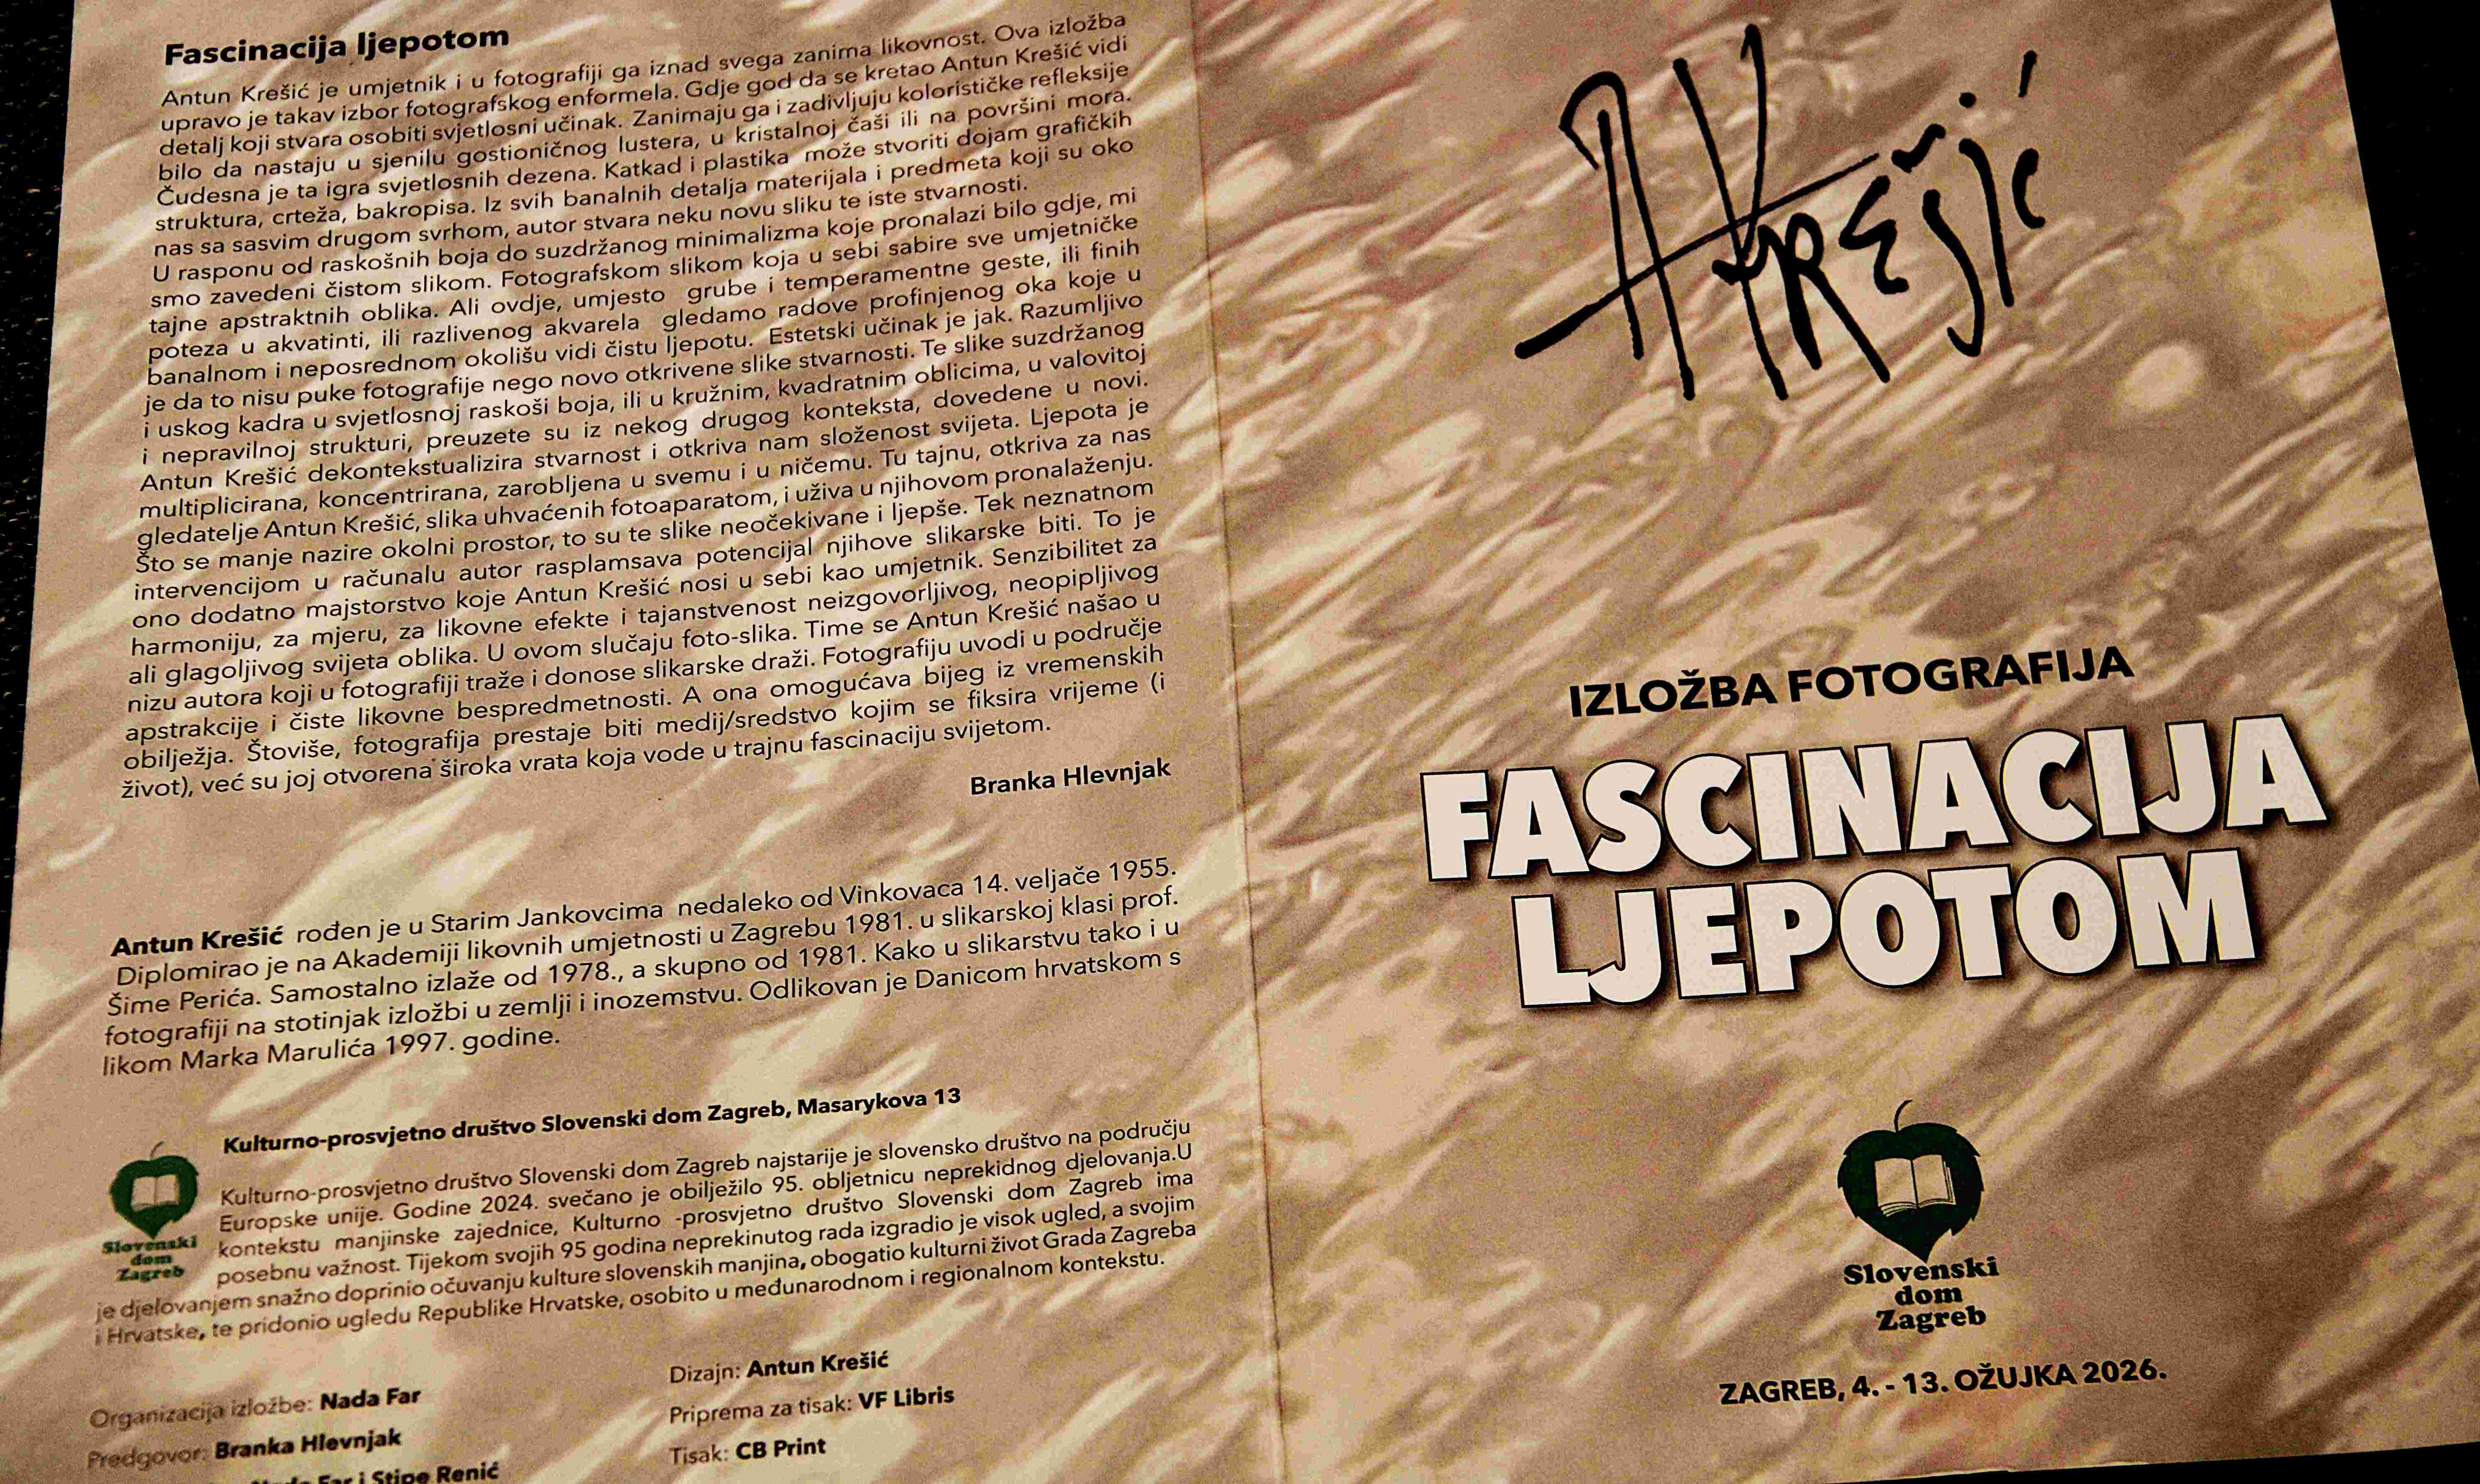 Fascinacija ljepotom
Antun Krešić je umjetnik i u fotografiji ga iznad svega zanima likovnost. Ova izložba
upravo je takav izbor fotografskog enformela. Gdje god da se kretao Antun Krešić vidi
detalj koji stvara osobiti svjetlosni učinak. Zanimaju ga i zadivljuju kolorističke refleksije
bilo da nastaju u sjenilu gostioničnog lustera, u kristalnoj čaši ili na površini mora.
Čudesna je ta igra svjetlosnih dezena. Katkad i plastika može stvoriti dojam grafičkih
struktura, crteža, bakropisa. Iz svih banalnih detalja materijala i predmeta koji su oko
nas sa sasvim drugom svrhom, autor stvara neku novu sliku te iste stvarnosti.
U rasponu od raskošnih boja do suzdržanog minimalizma koje pronalazi bilo gdje, mi
smo zavedeni čistom slikom. Fotografskom slikom koja u sebi sabire sve umjetničke
tajne apstraktnih oblika. Ali ovdje, umjesto grube i temperamentne geste, ili finih
poteza u akvatinti, ili razlivenog akvarela gledamo radove profinjenog oka koje u
banalnom i neposrednom okolišu vidi čistu ljepotu. Estetski učinak je jak. Razumljivo
je da to nisu puke fotografije nego novo otkrivene slike stvarnosti. Te slike suzdržanog
i uskog kadra u svjetlosnoj raskoši boja, ili u kružnim, kvadratnim oblicima, u valovitoj
i nepravilnoj strukturi, preuzete su iz nekog drugog konteksta, dovedene u novi.
Antun Krešić dekontekstualizira stvarnost i otkriva nam složenost svijeta. Ljepota je
multiplicirana, koncentrirana, zarobljena u svemu i u ničemu. Tu tajnu, otkriva za nas
gledatelje Antun Krešić, slika uhvaćenih fotoaparatom, i uživa u njihovom pronalaženju.
Što se manje nazire okolni prostor, to su te slike neočekivane i ljepše. Tek neznatnom
intervencijom u računalu autor rasplamsava potencijal njihove slikarske biti. To je
ono dodatno majstorstvo koje Antun Krešić nosi u sebi kao umjetnik. Senzibilitet za
harmoniju, za mjeru, za likovne efekte i tajanstvenost neizgovorljivog, neopipljivog
ali glagoljivog svijeta oblika. U ovom slučaju foto-slika. Time se Antun Krešić našao u
nizu autora koji u fotografiji traže i donose slikarske draži. Fotografiju uvodi u područje
apstrakcije i čiste likovne bespredmetnosti. A ona omogućava bijeg iz vremenskih
obilježja. Štoviše, fotografija prestaje biti medij/sredstvo kojim se fiksira vrijeme (i
život), već su joj otvorena široka vrata koja vode u trajnu fascinaciju svijetom.
Branka Hlevnjak
Antun Krešić rođen je u Starim Jankovcima nedaleko od Vinkovaca 14. veljače 1955.
Diplomirao je na Akademiji likovnih umjetnosti u Zagrebu 1981. u slikarskoj klasi prof.
Šime Perića. Samostalno izlaže od 1978., a skupno od 1981. Kako u slikarstvu tako i u
fotografiji na stotinjak izložbi u zemlji i inozemstvu. Odlikovan je Danicom hrvatskom s
likom Marka Marulića 1997. godine.
Kulturno-prosvjetno društvo Slovenski dom Zagreb, Masarykova 13
Kulturno-prosvjetno društvo Slovenski dom Zagreb najstarije je slovensko društvo na području
Europske unije. Godine 2024. svečano je obilježilo 95. obljetnicu neprekidnog djelovanja.U
kontekstu manjinske zajednice, Kulturno -prosvjetno društvo Slovenski dom Zagreb ima
posebnu važnost. Tijekom svojih 95 godina neprekinutog rada izgradio je visok ugled, a svojim
je djelovanjem snažno doprinio očuvanju kulture slovenskih manjina, obogatio kulturni život Grada Zagreba
i Hrvatske, te pridonio ugledu Republike Hrvatske, osobito u međunarodnom i regionalnom kontekstu.
Slovenski
dom
Zagreb
Organizacija izložbe: Nada Far
Predgovor: Branka Hlevnjak
Nada Far i Stipe Renić
Dizajn: Antun Krešić
Priprema za tisak: VF Libris
Tisak: CB Print
AKrešić
IZLOŽBA FOTOGRAFIJA
FASCINACIJA
LJEPOTOM
Slovenski
dom
Zagreb
ZAGREB, 4. - 13. OŽUJKA 2026.